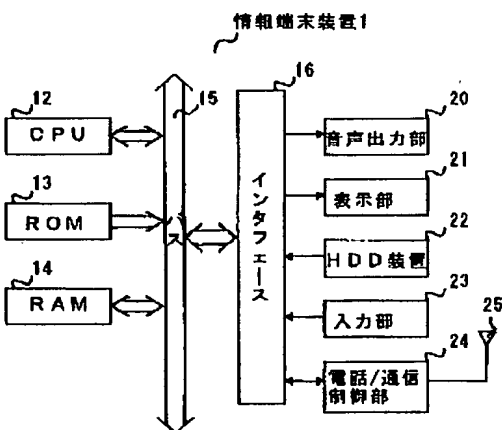 情報端末装置1
12
CPU
13
ROM
14
RAM
15
バス
16
インタフェース
20
音声出力部
21
表示部
22
HDD装置
23
入力部
24
電話/通信
制御部
25